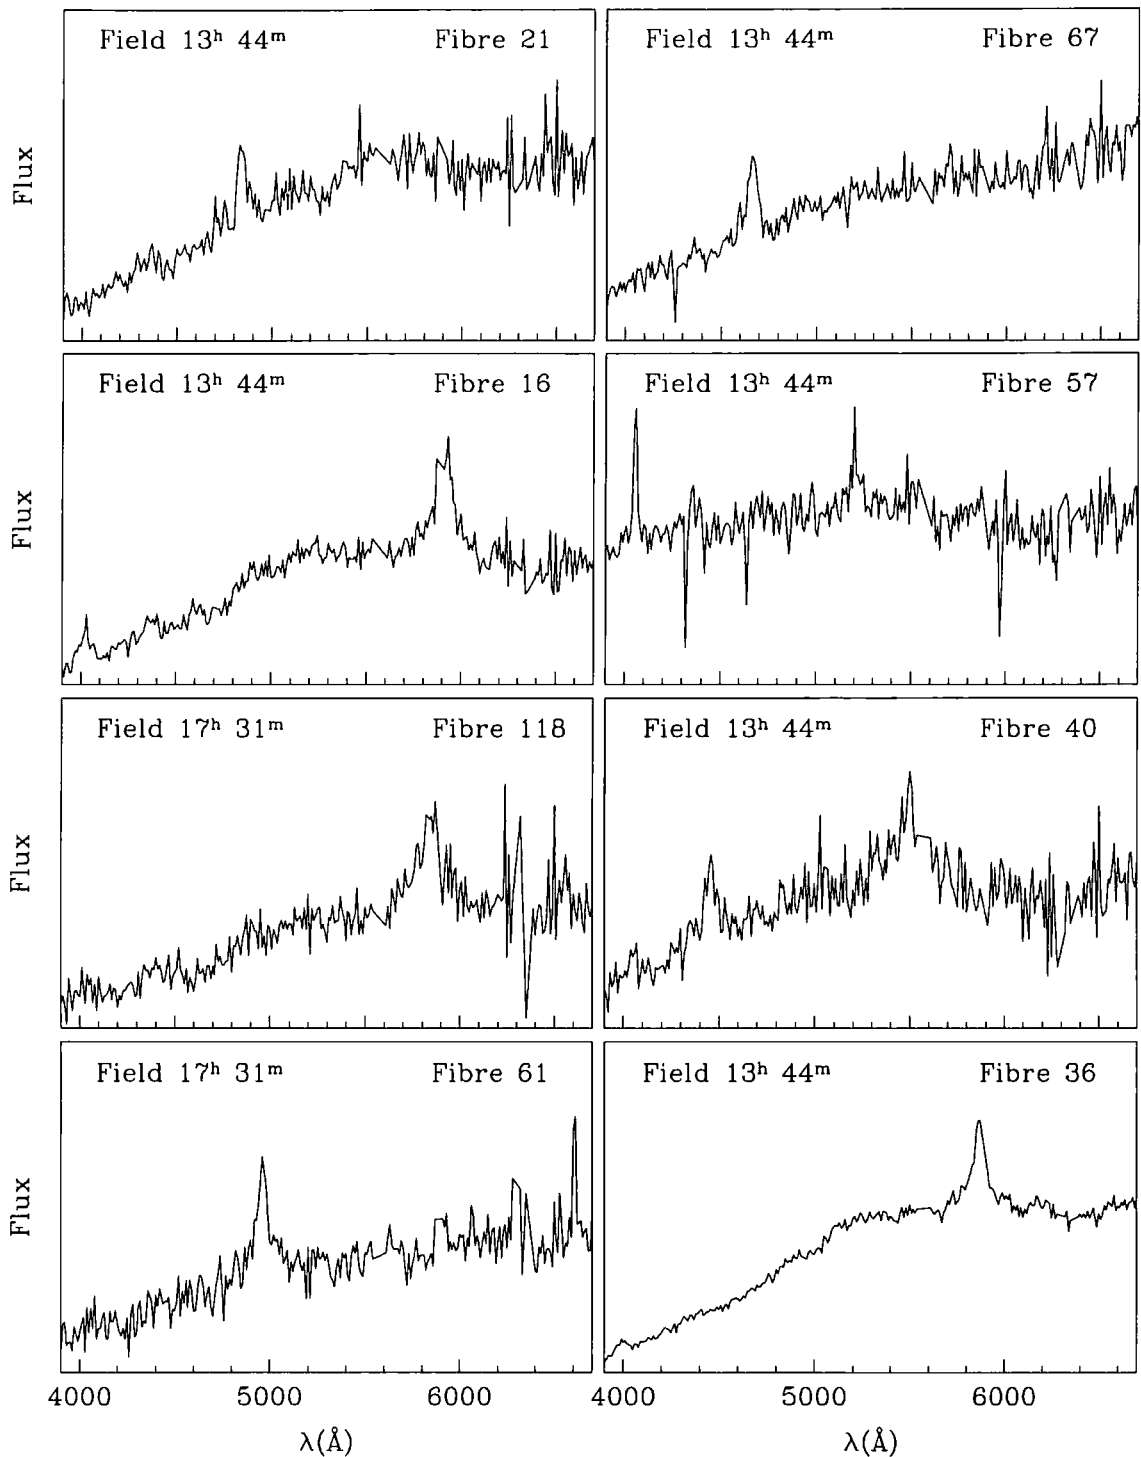 Field 13ʰ 44ᵐ Fibre 21
Field 13ʰ 44ᵐ Fibre 67
Flux
Field 13ʰ 44ᵐ Fibre 16
Field 13ʰ 44ᵐ Fibre 57
Flux
Field 17ʰ 31ᵐ Fibre 118
Field 13ʰ 44ᵐ Fibre 40
Flux
Field 17ʰ 31ᵐ Fibre 61
Field 13ʰ 44ᵐ Fibre 36
Flux
4000 5000 6000
4000 5000 6000
λ(Å)
λ(Å)